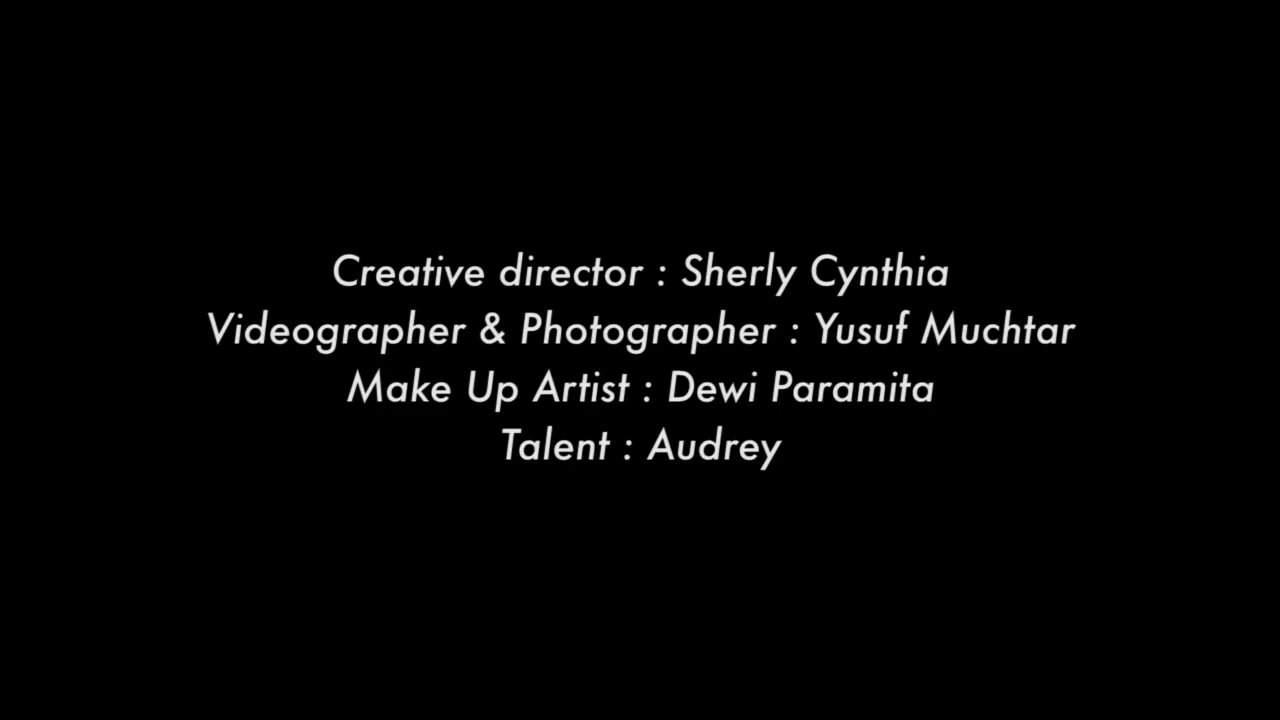 Creative director : Sherly Cynthia
Videographer & Photographer : Yusuf Muchtar
Make Up Artist : Dewi Paramita
Talent : Audrey